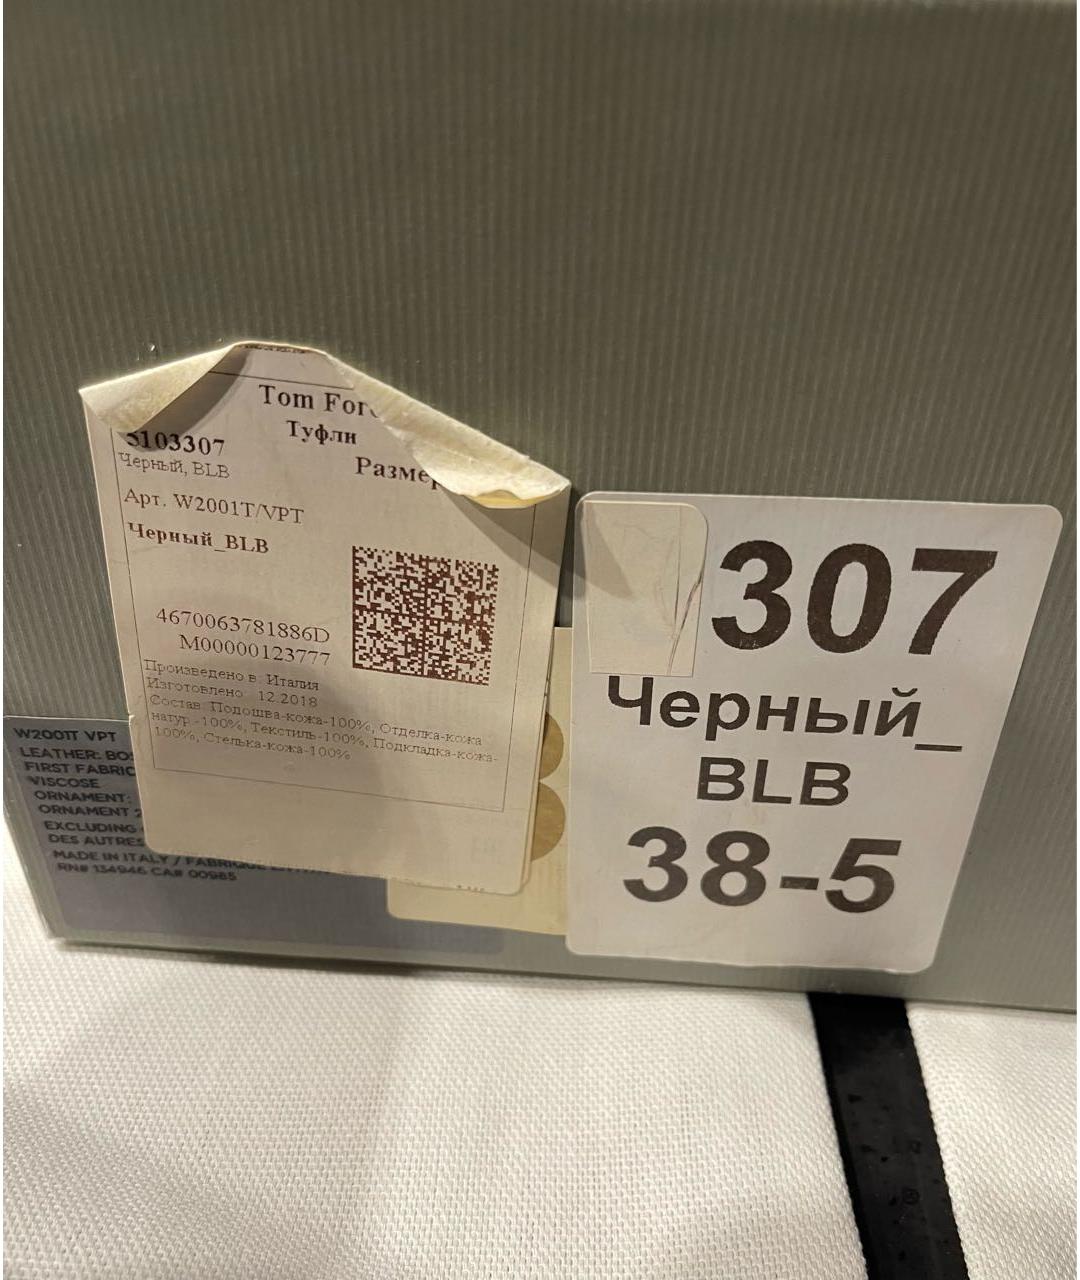 Tom Ford
Туфли
5103307
Черный, BLB
Размер
Арт. W2001T/VPT
Черный_BLB
4670063781886D
M00000123777
Произведено в: Италия
Изготовлено: 12.2018
Состав: Подошва-кожа-100%, Отделка-кожа
натур.-100%, Текстиль-100%, Подкладка-кожа-
100%, Стелька-кожа-100%
307
Черный_
BLB
38-5
W2001T VPT
LEATHER:
FIRST FABRIC
VISCOSE
ORNAMENT:
ORNAMENT
EXCLUDING
DES AUTRES
MADE IN ITALY / FABRIQUE
RN# 134946 CA# 00985